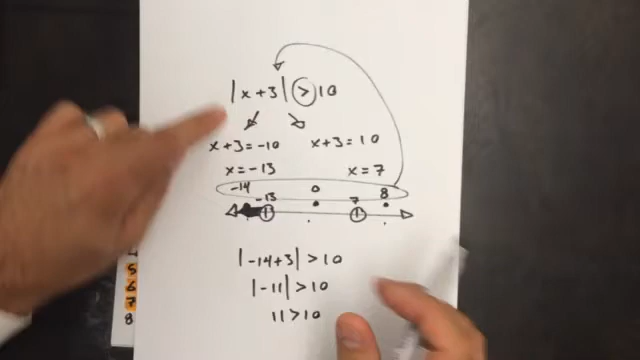 |x+3| > 10
x+3=-10 x+3=10
x=-13 x=7
-14 0 8
-13 7
|-14+3| >10
|-11| >10
11>10
5
6
7
8